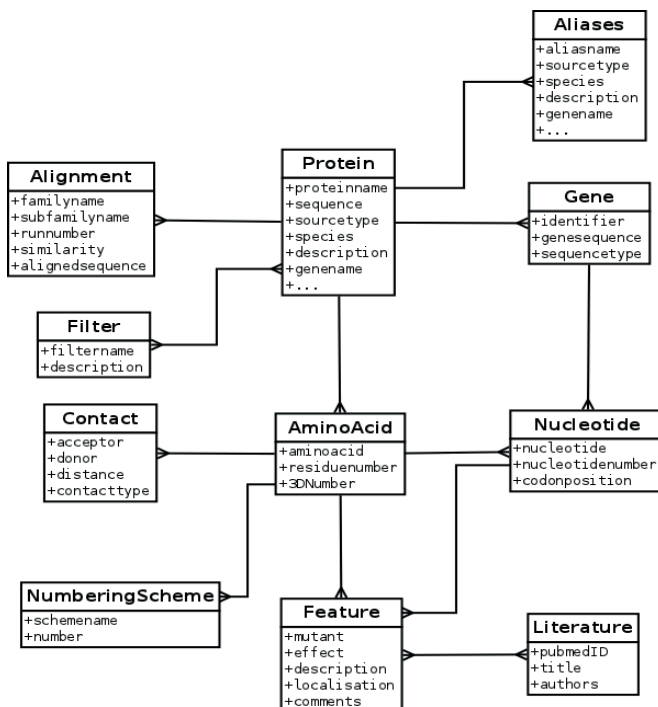 Aliases
+aliasname
+sourcetype
+species
+description
+genename
+...
Alignment
+familyname
+subfamilyname
+runnumber
+similarity
+alignedsequence
Protein
+proteinname
+sequence
+sourcetype
+species
+description
+genename
+...
Gene
+identifier
+genesequence
+sequencetype
Filter
+filtername
+description
Contact
+acceptor
+donor
+distance
+contacttype
AminoAcid
+aminoacid
+residuenumber
+3DNumber
Nucleotide
+nucleotide
+nucleotidenumber
+codonposition
NumberingScheme
+schemename
+number
Feature
+mutant
+effect
+description
+localisation
+comments
Literature
+pubmedID
+title
+authors